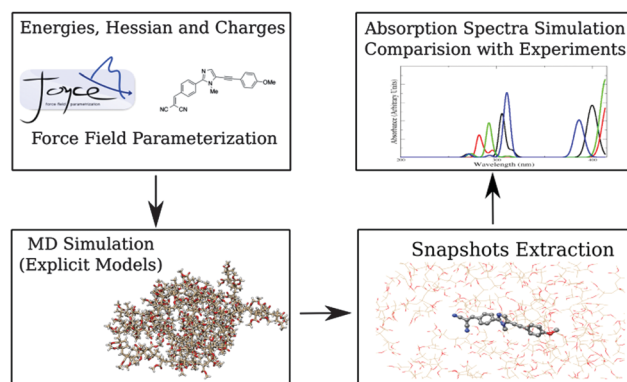 Energies, Hessian and Charges
Joyce
force field parameterization
N
N
Me
OMe
NC
CN
Force Field Parameterization
Absorption Spectra Simulation
Comparision with Experiments
Absorbance (Arbitrary Units)
Wavelength (nm)
MD Simulation
(Explicit Models)
Snapshots Extraction